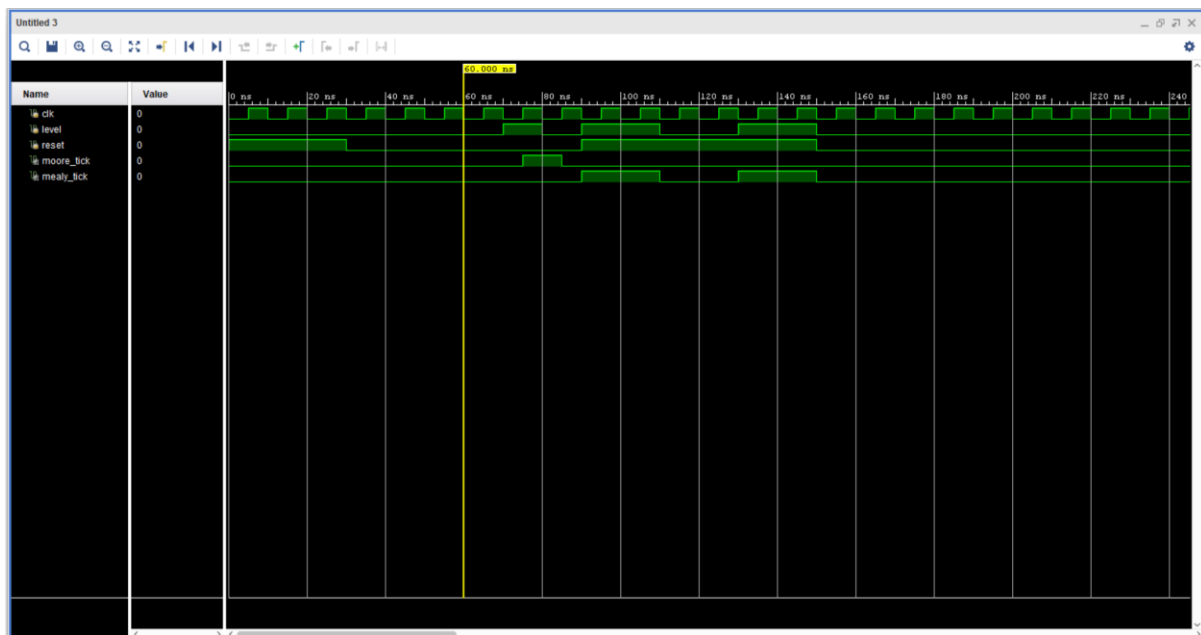 Untitled 3
60.000 ns
Name Value
0 ns 20 ns 40 ns 60 ns 80 ns 100 ns 120 ns 140 ns 160 ns 180 ns 200 ns 220 ns 240
clk 0
level 0
reset 0
moore_tick 0
mealy_tick 0